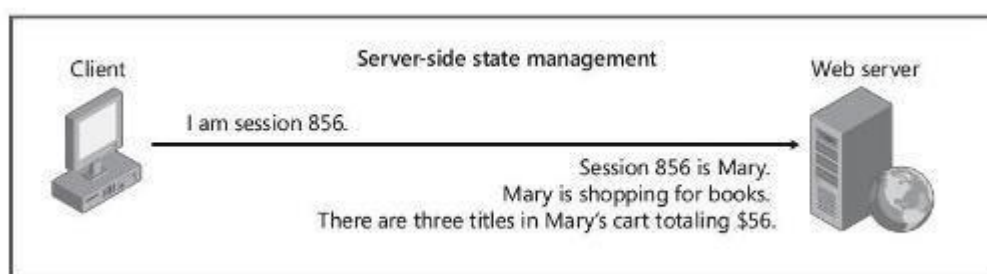 Server-side state management
Client
Web server
I am session 856.
Session 856 is Mary.
Mary is shopping for books.
There are three titles in Mary's cart totaling $56.